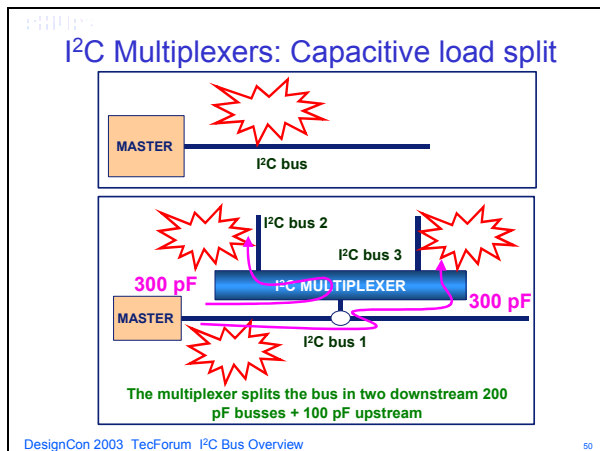 PHILIPS
I²C Multiplexers: Capacitive load split
MASTER
I²C bus
I²C bus 2
I²C bus 3
300 pF
I²C MULTIPLEXER
300 pF
MASTER
I²C bus 1
The multiplexer splits the bus in two downstream 200
pF busses + 100 pF upstream
DesignCon 2003 TecForum I²C Bus Overview
50